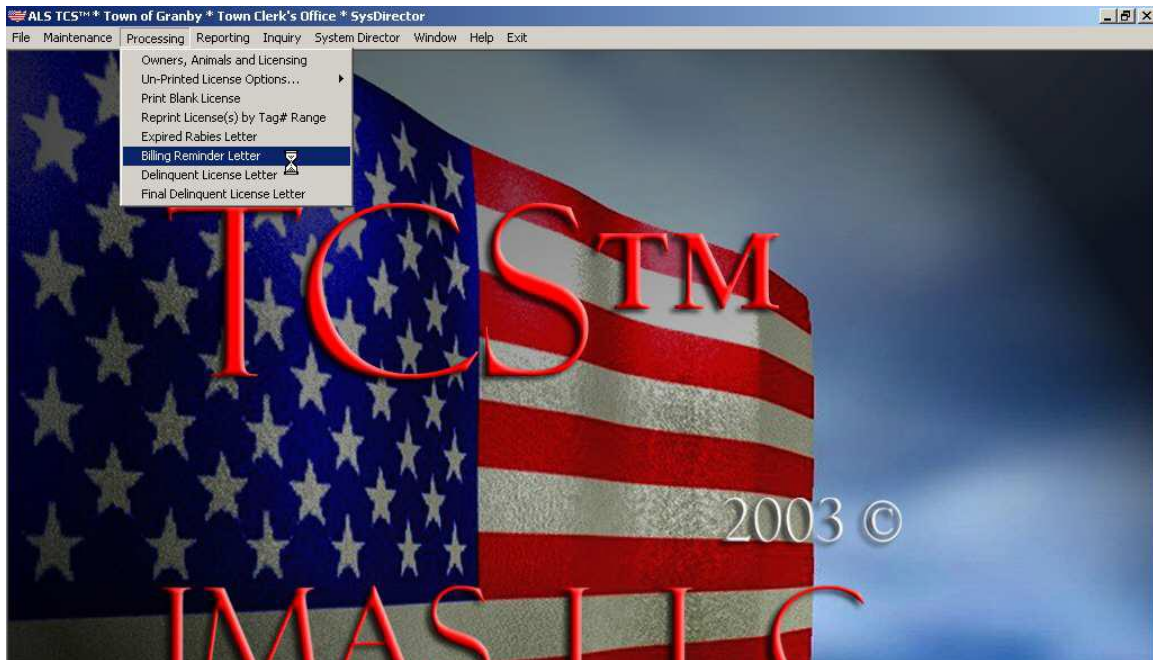 ALS TCS™ * Town of Granby * Town Clerk's Office * SysDirector
File Maintenance Processing Reporting Inquiry System Director Window Help Exit
Owners, Animals and Licensing
Un-Printed License Options...
Print Blank License
Reprint License(s) by Tag# Range
Expired Rabies Letter
Billing Reminder Letter
Delinquent License Letter
Final Delinquent License Letter
TCS™
2003 ©
IMAS LLC